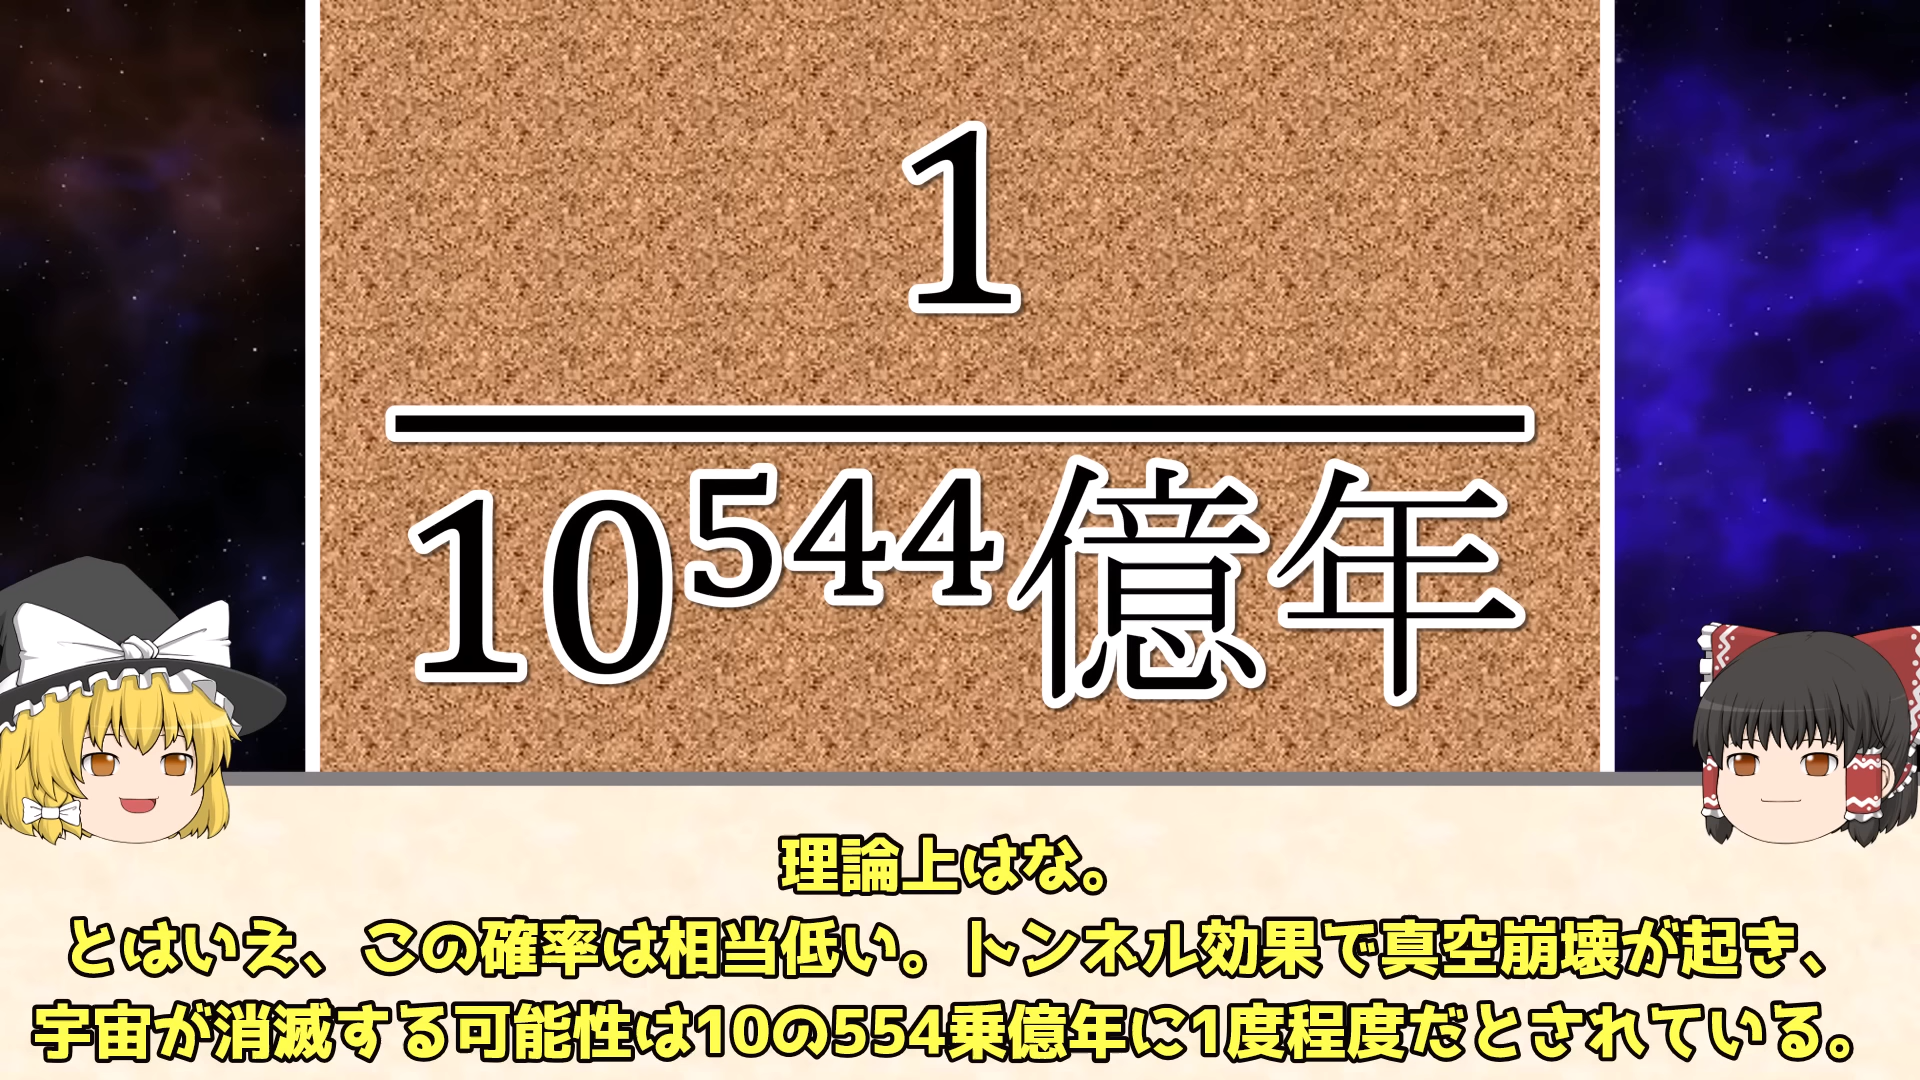 1
10⁵⁴⁴億年
理論上はな。
とはいえ、この確率は相当低い。トンネル効果で真空崩壊が起き、
宇宙が消滅する可能性は10の554乗億年に1度程度だとされている。